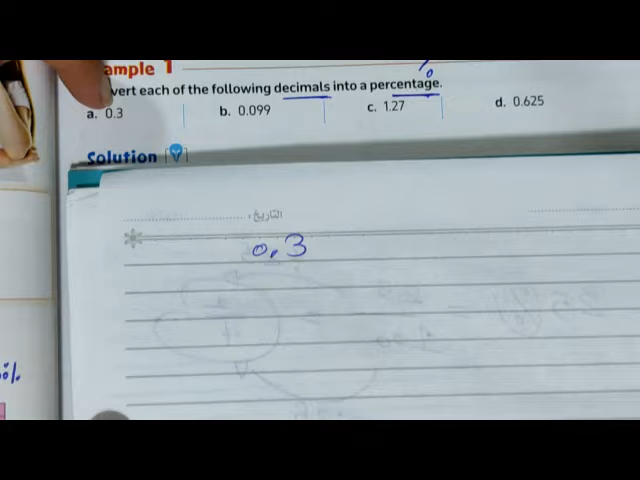 ample 1
vert each of the following decimals into a percentage.
%
a. 0.3 b. 0.099 c. 1.27 d. 0.625
Solution
التاريخ:
0.3